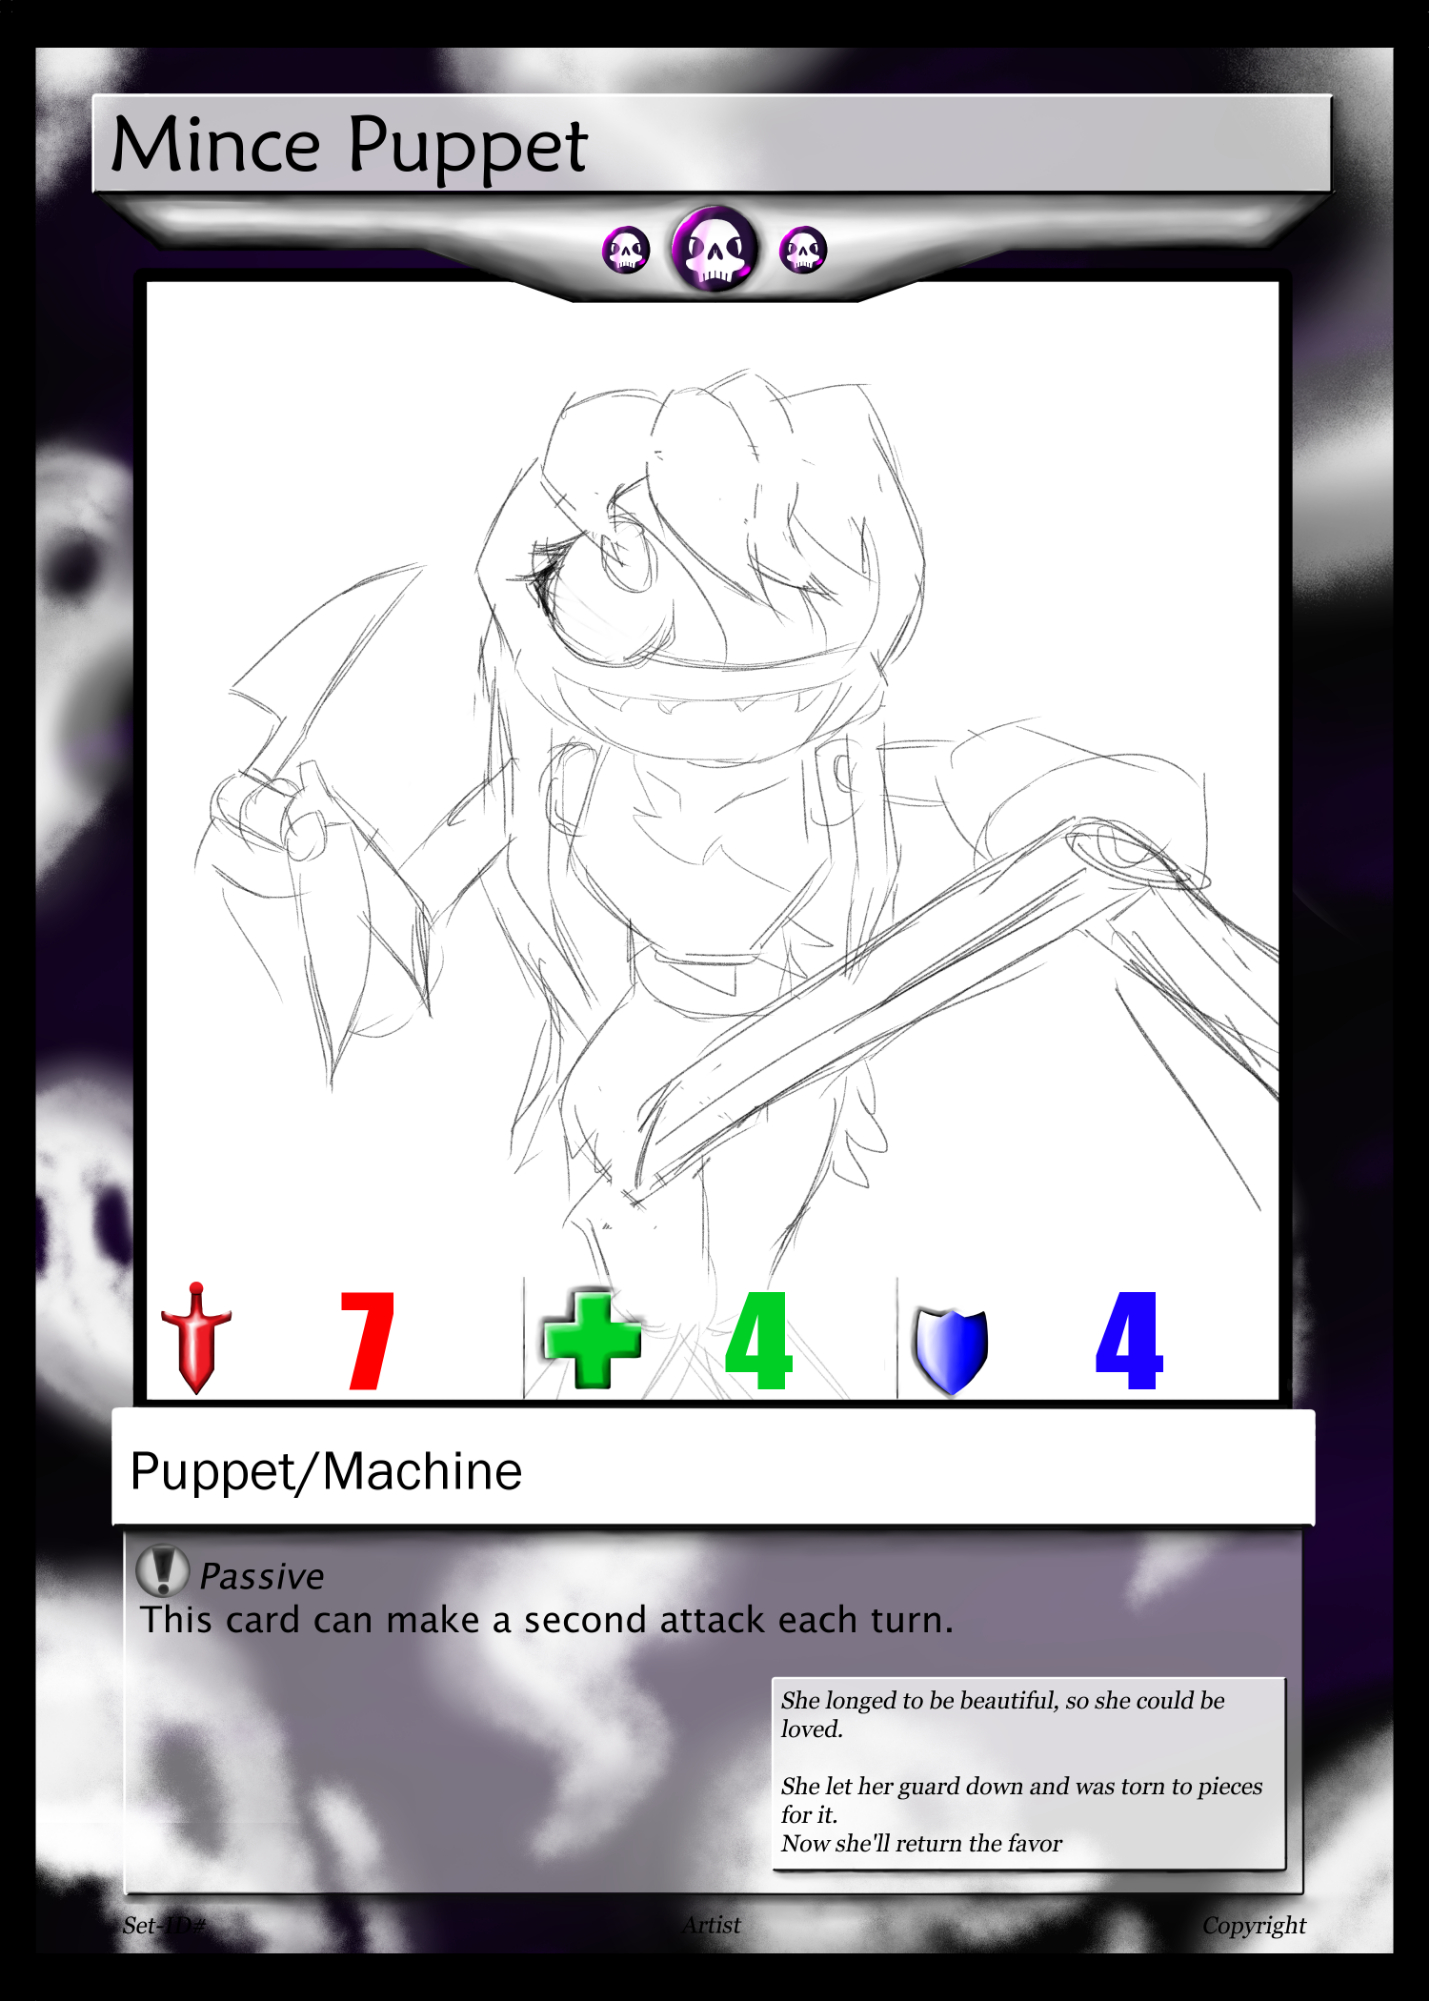 Mince Puppet
7
4
4
Puppet/Machine
Passive
This card can make a second attack each turn.
She longed to be beautiful, so she could be
loved.
She let her guard down and was torn to pieces
for it.
Now she'll return the favor
Set-ID#
Artist
Copyright